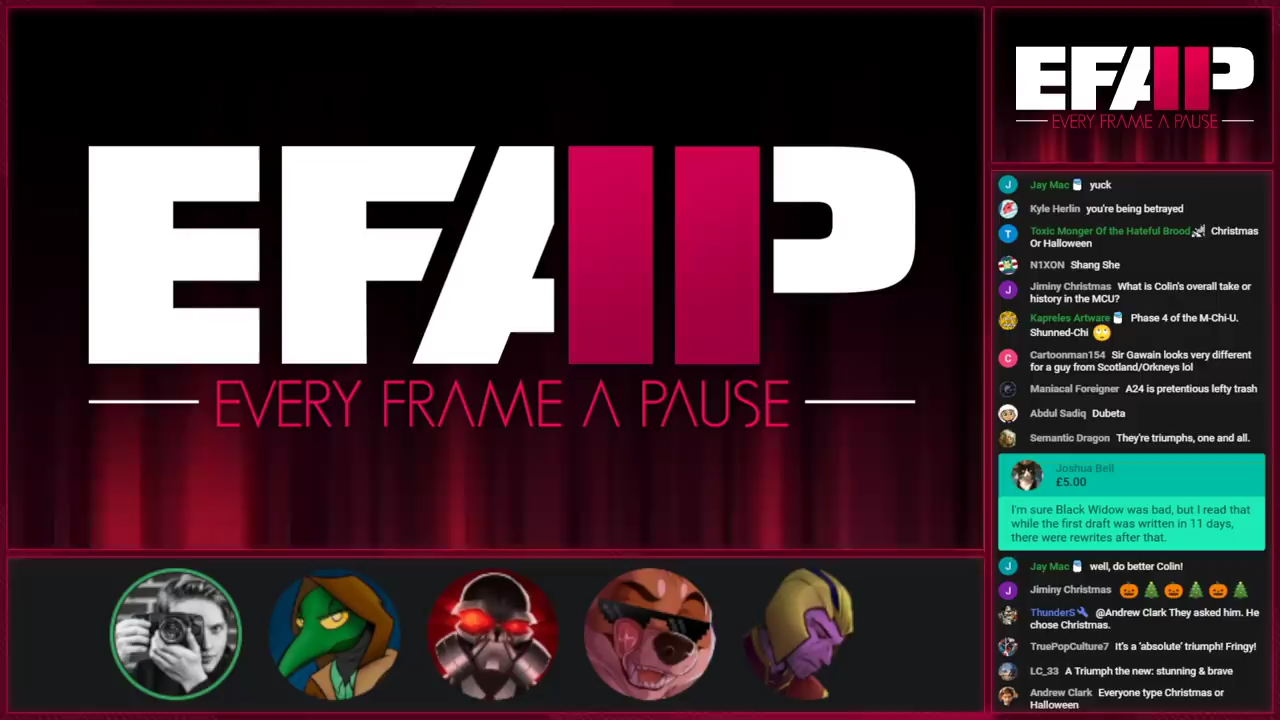 EFAP
EVERY FRAME A PAUSE
EFAP
EVERY FRAME A PAUSE
J Jay Mac yuck
Kyle Herlin you're being betrayed
T Toxic Monger Of the Hateful Brood Christmas
Or Halloween
N1XON Shang She
J Jiminy Christmas What is Colin's overall take or
history in the MCU?
Kapreles Artware Phase 4 of the M-Chi-U.
Shunned-Chi 🙄
C Cartoonman154 Sir Gawain looks very different
for a guy from Scotland/Orkneys lol
Maniacal Foreigner A24 is pretentious lefty trash
Abdul Sadiq Dubeta
Semantic Dragon They're triumphs, one and all.
Joshua Bell
£5.00
I'm sure Black Widow was bad, but I read that
while the first draft was written in 11 days,
there were rewrites after that.
J Jay Mac well, do better Colin!
J Jiminy Christmas 🎃🎄🎃🎄🎃🎄
ThunderS @Andrew Clark They asked him. He
chose Christmas.
TruePopCulture7 It's a 'absolute' triumph! Fringy!
LC_33 A Triumph the new: stunning & brave
Andrew Clark Everyone type Christmas or
Halloween